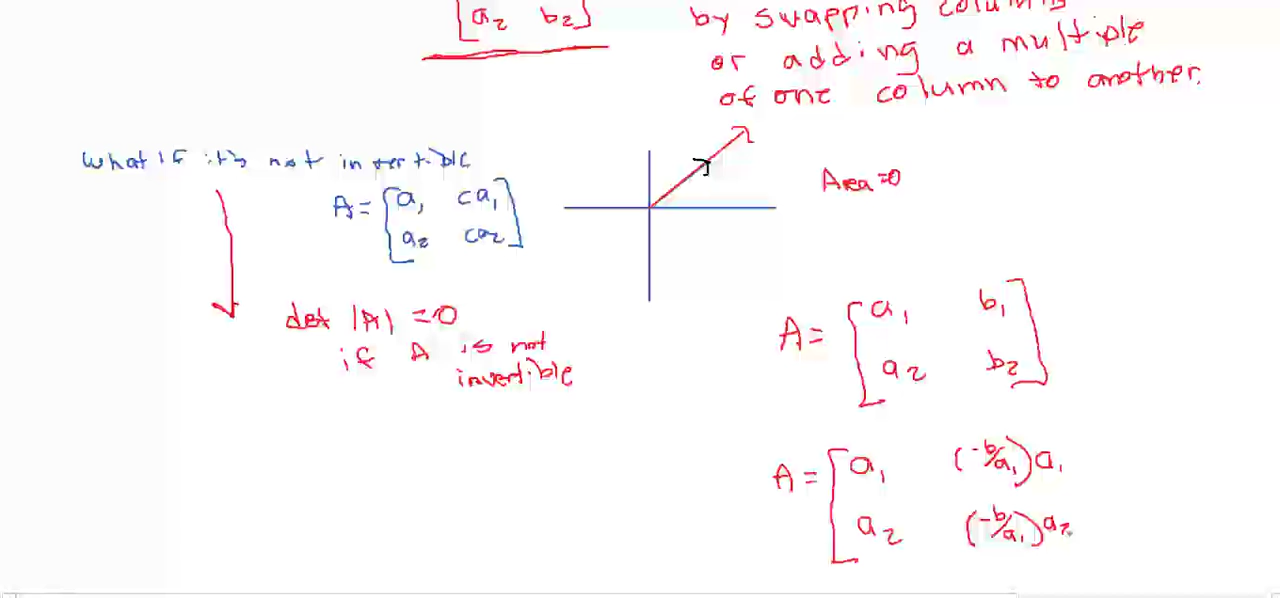 [a₂ b₂]
by swapping columns
or adding a multiple
of one column to another.
What if it's not invertible
A = [a₁ ca₁
a₂ ca₂]
Area = 0
det |A| = 0
if A is not
invertible
A = [a₁ b₁
a₂ b₂]
A = [a₁ (-b/a₁)a₁
a₂ (-b/a₁)a₂